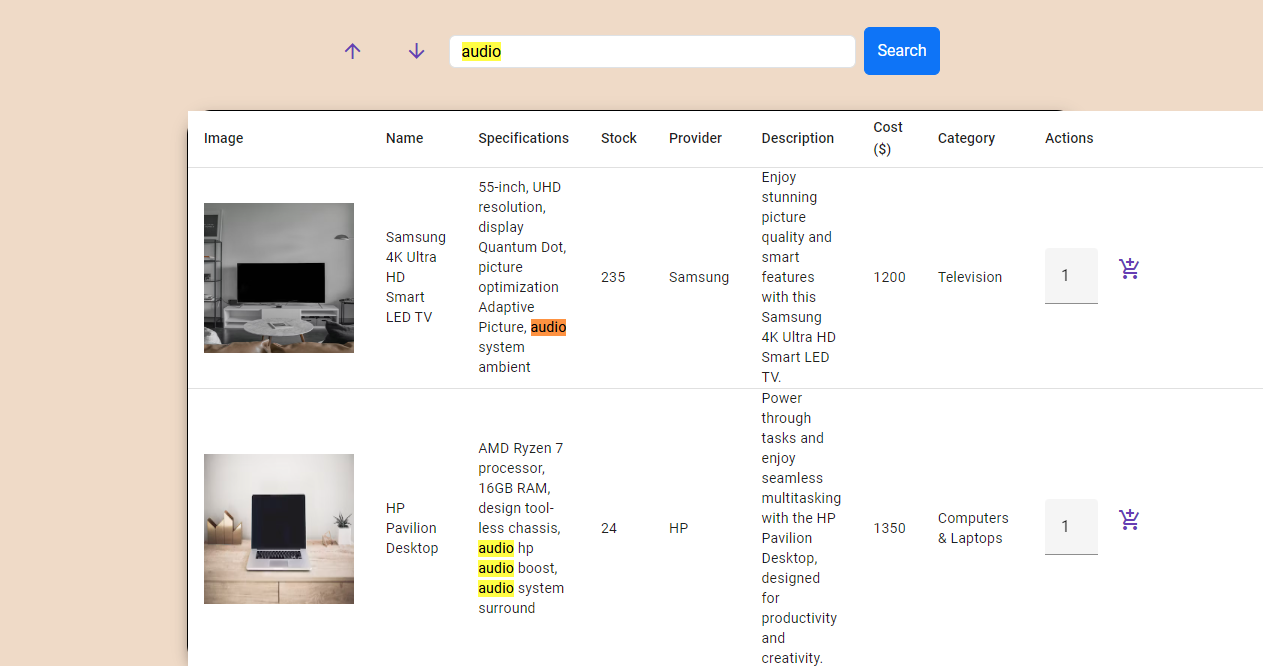 audio
Search
Image
Name
Specifications
Stock
Provider
Description
Cost
($)
Category
Actions
Samsung
4K Ultra
HD
Smart
LED TV
55-inch, UHD
resolution,
display
Quantum Dot,
picture
optimization
Adaptive
Picture, audio
system
ambient
235
Samsung
Enjoy
stunning
picture
quality and
smart
features
with this
Samsung
4K Ultra HD
Smart LED
TV.
1200
Television
1
HP
Pavilion
Desktop
AMD Ryzen 7
processor,
16GB RAM,
design tool-
less chassis,
audio hp
audio boost,
audio system
surround
24
HP
Power
through
tasks and
enjoy
seamless
multitasking
with the HP
Pavilion
Desktop,
designed
for
productivity
and
creativity.
1350
Computers
& Laptops
1